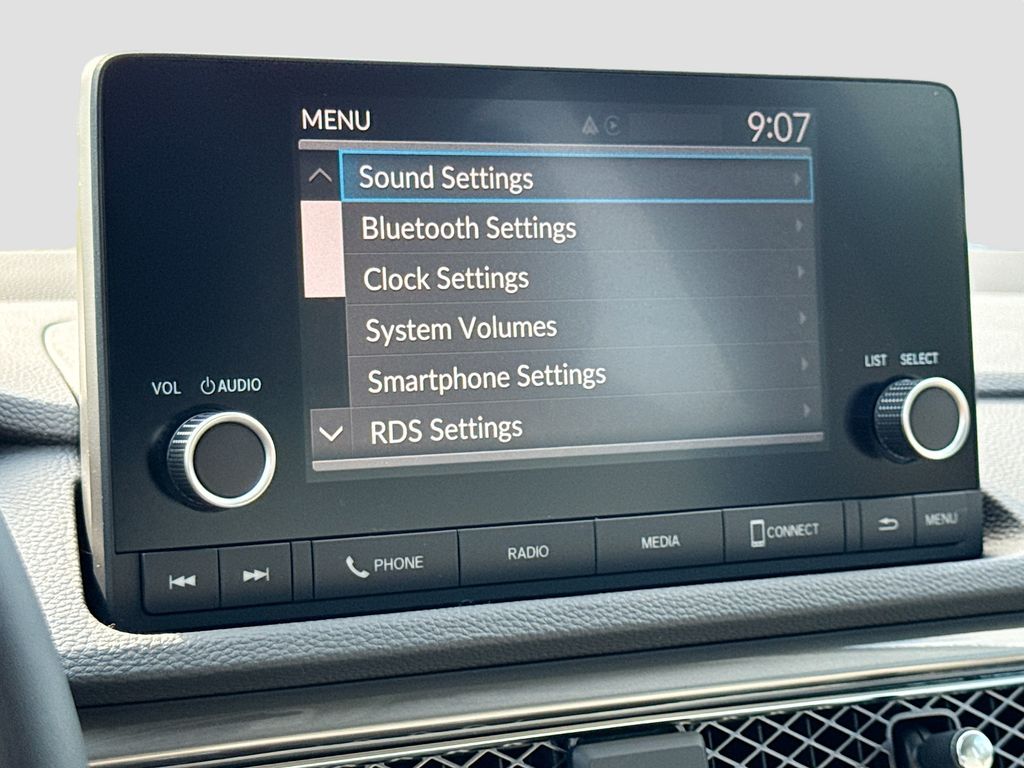 MENU 9:07
Sound Settings
Bluetooth Settings
Clock Settings
System Volumes
Smartphone Settings
RDS Settings
VOL AUDIO
LIST SELECT
PHONE RADIO MEDIA CONNECT MENU